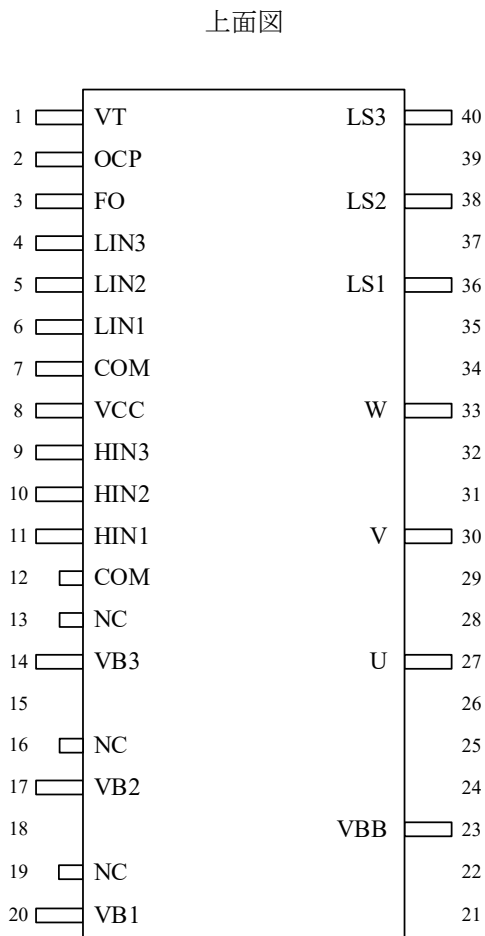 上面図
1 VT LS3 40
2 OCP 39
3 FO LS2 38
4 LIN3 37
5 LIN2 LS1 36
6 LIN1 35
7 COM 34
8 VCC W 33
9 HIN3 32
10 HIN2 31
11 HIN1 V 30
12 COM 29
13 NC 28
14 VB3 U 27
15 26
16 NC 25
17 VB2 24
18 VBB 23
19 NC 22
20 VB1 21